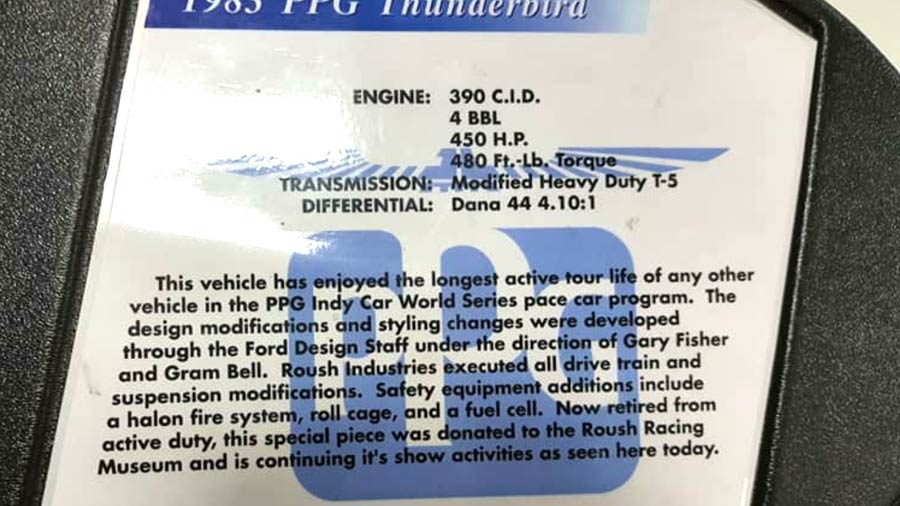 PPG Thunderbird
ENGINE: 390 C.I.D.
4 BBL
450 H.P.
480 Ft.-Lb. Torque
TRANSMISSION: Modified Heavy Duty T-5
DIFFERENTIAL: Dana 44 4.10:1
This vehicle has enjoyed the longest active tour life of any other
vehicle in the PPG Indy Car World Series pace car program. The
design modifications and styling changes were developed
through the Ford Design Staff under the direction of Gary Fisher
and Gram Bell. Roush Industries executed all drive train and
suspension modifications. Safety equipment additions include
a halon fire system, roll cage, and a fuel cell. Now retired from
active duty, this special piece was donated to the Roush Racing
Museum and is continuing it's show activities as seen here today.
PPG